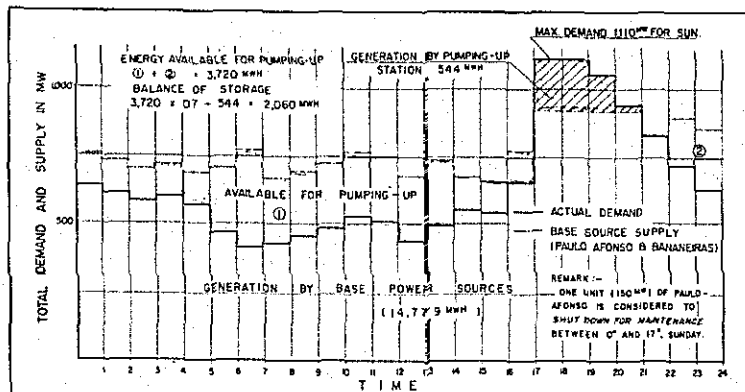 MAX DEMAND 1,110 MW FOR SUN.
ENERGY AVAILABLE FOR PUMPING-UP
① + ② = 3,720 MWH
BALANCE OF STORAGE
3,720 × 07 - 544 = 2,060 MWH
GENERATION BY PUMPING-UP
STATION 544 MWH
TOTAL DEMAND AND SUPPLY IN MW
1000
500
②
AVAILABLE FOR PUMPING-UP
①
ACTUAL DEMAND
BASE SOURCE SUPPLY
(PAULO AFONSO & BANANEIRAS)
GENERATION BY BASE POWER SOURCES
(14,779 MWH)
REMARK :-
ONE UNIT (150 MW) OF PAULO-
AFONSO IS CONSIDERED TO
SHUT DOWN FOR MAINTENANCE
BETWEEN 0° AND 17°, SUNDAY.
1 2 3 4 5 6 7 8 9 10 11 12 13 14 15 16 17 18 19 20 21 22 23 24
TIME